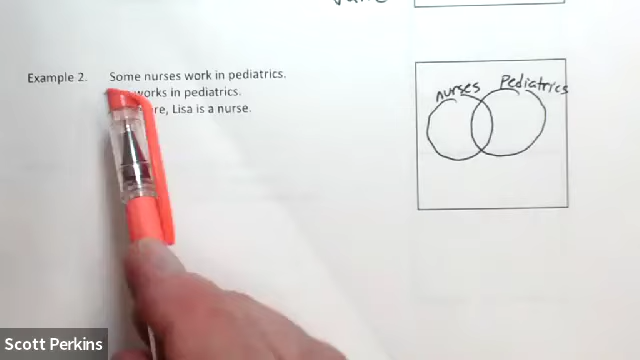 Example 2. Some nurses work in pediatrics.
works in pediatrics.
Lisa is a nurse.
nurses Pediatrics
Scott Perkins